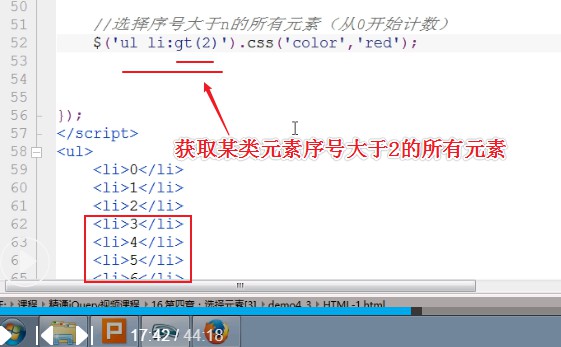 50
51 //选择序号大于n的所有元素（从0开始计数）
52 $('ul li:gt(2)').css('color','red');
53
54
55
56 });
57 </script>
获取某类元素序号大于2的所有元素
58 <ul>
59 <li>0</li>
60 <li>1</li>
61 <li>2</li>
62 <li>3</li>
63 <li>4</li>
64 <li>5</li>
65 <li>6</li>
课程 ▸ 精通jQuery视频课程 ▸ 16.第四章：选择元素[3] ▸ demo4_3 ▸ HTML-1.html
17:42 / 44:18